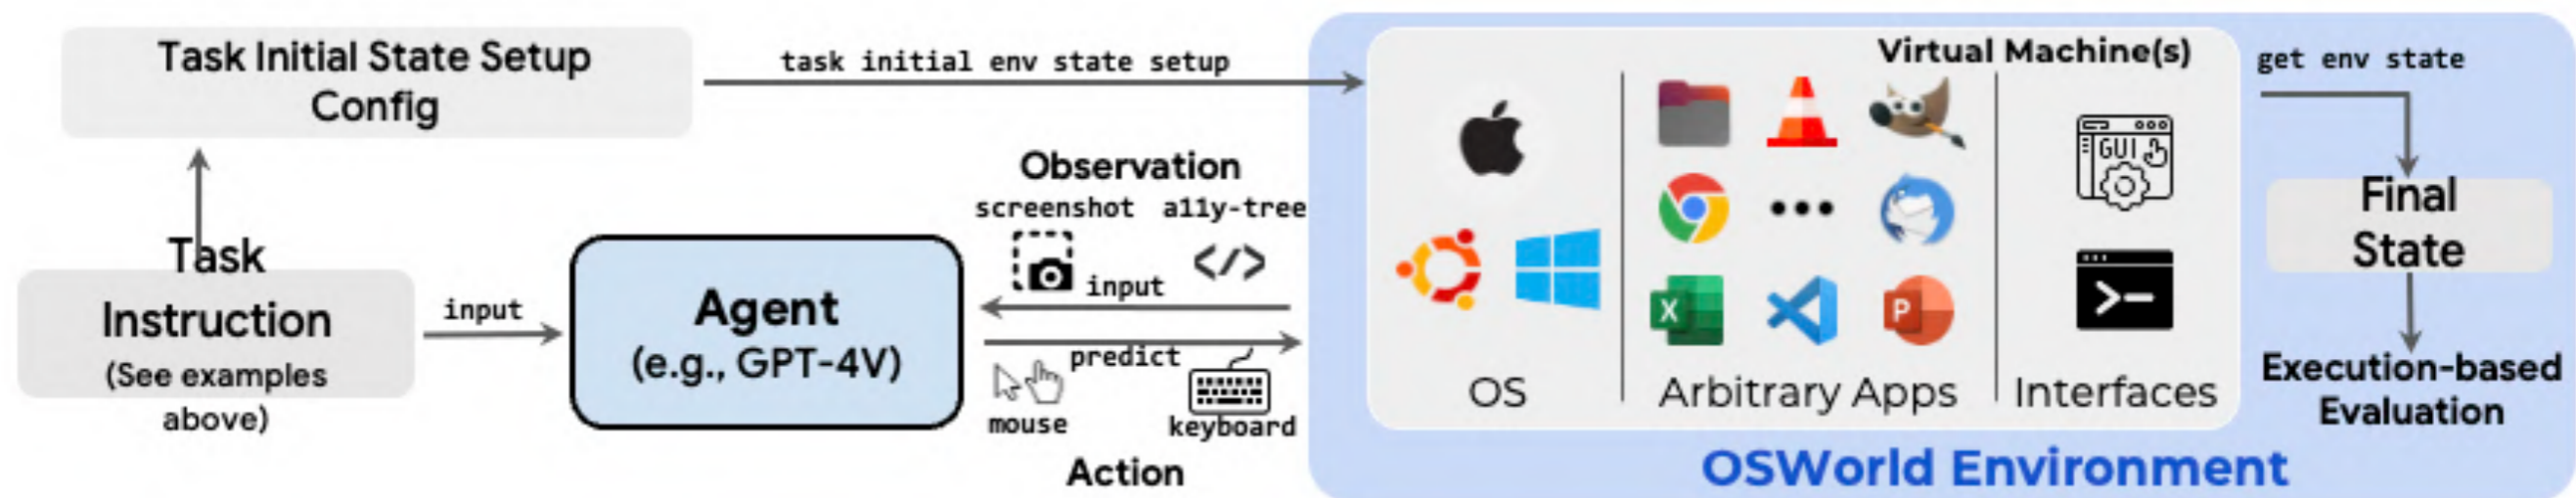 Task Initial State Setup
Config
task initial env state setup
Virtual Machine(s)
get env state
Observation
screenshot a11y-tree
input
GUI
Final
State
Task
Instruction
(See examples
above)
input
Agent
(e.g., GPT-4V)
predict
mouse
keyboard
Action
X
P
OS
Arbitrary Apps
Interfaces
Execution-based
Evaluation
OSWorld Environment